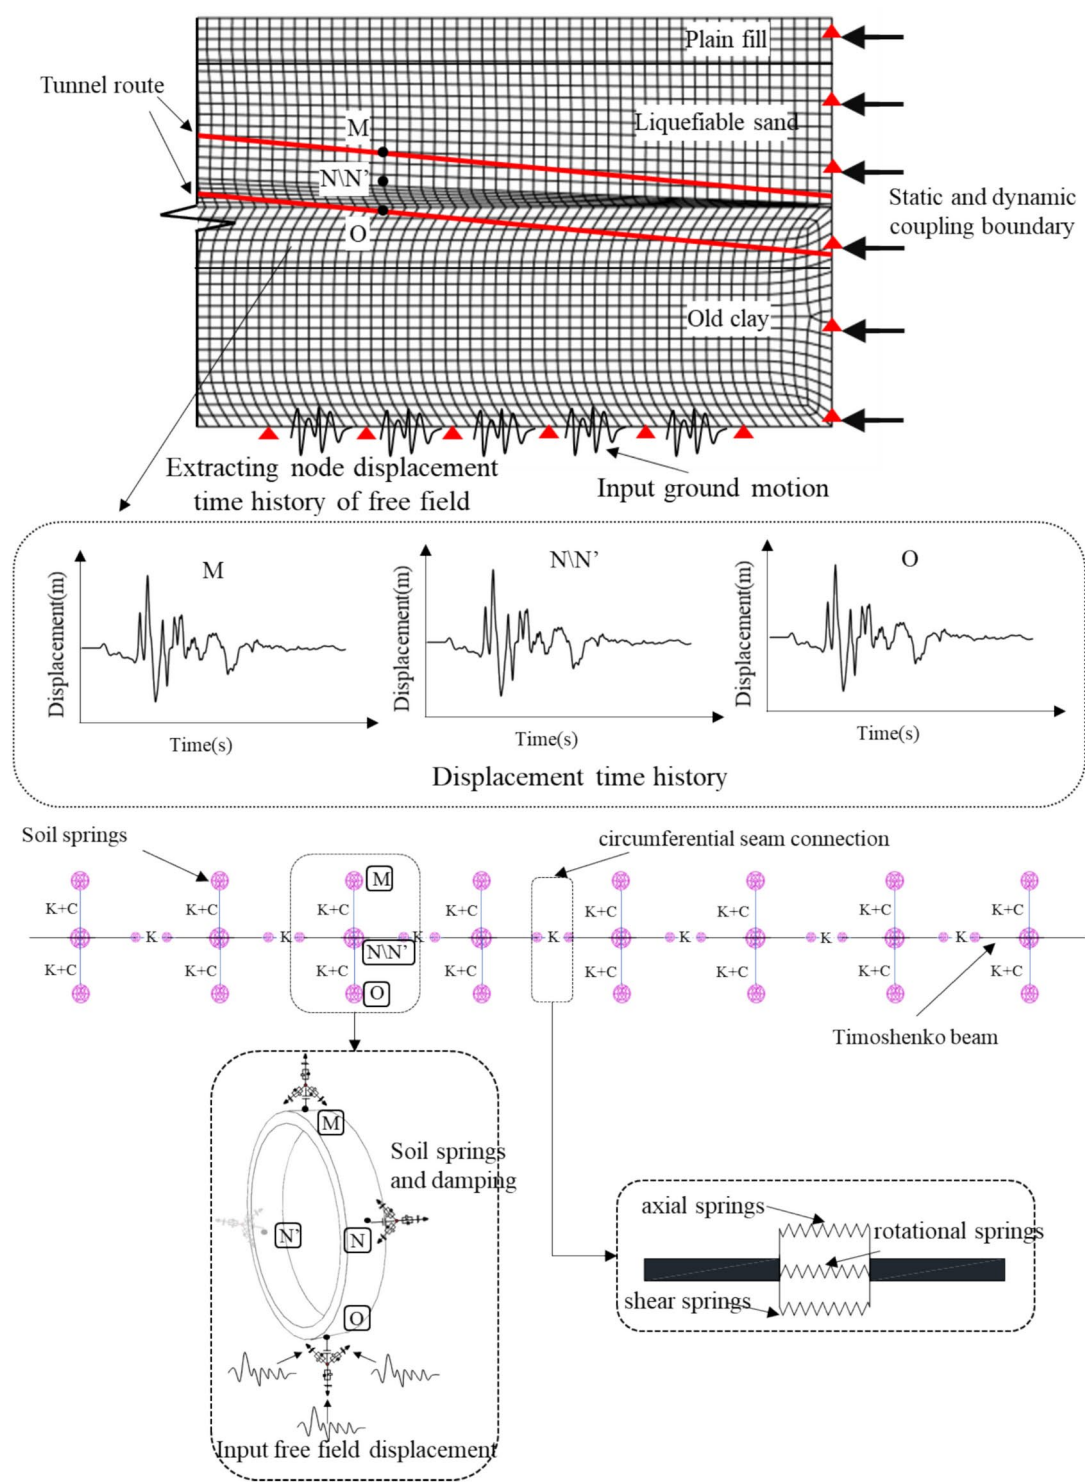 Plain fill
Tunnel route
M
Liquefiable sand
N\N’
Static and dynamic
coupling boundary
O
Old clay
Extracting node displacement
time history of free field
Input ground motion
M
N\N’
O
Displacement(m)
Displacement(m)
Displacement(m)
Time(s)
Time(s)
Time(s)
Displacement time history
Soil springs
circumferential seam connection
M
K+C K+C K+C K+C K+C K+C K+C K+C
K K K K K K K
N\N’
K+C K+C K+C K+C K+C K+C K+C K+C
O
Timoshenko beam
M
Soil springs
and damping
N’
N
O
Input free field displacement
axial springs
rotational springs
shear springs